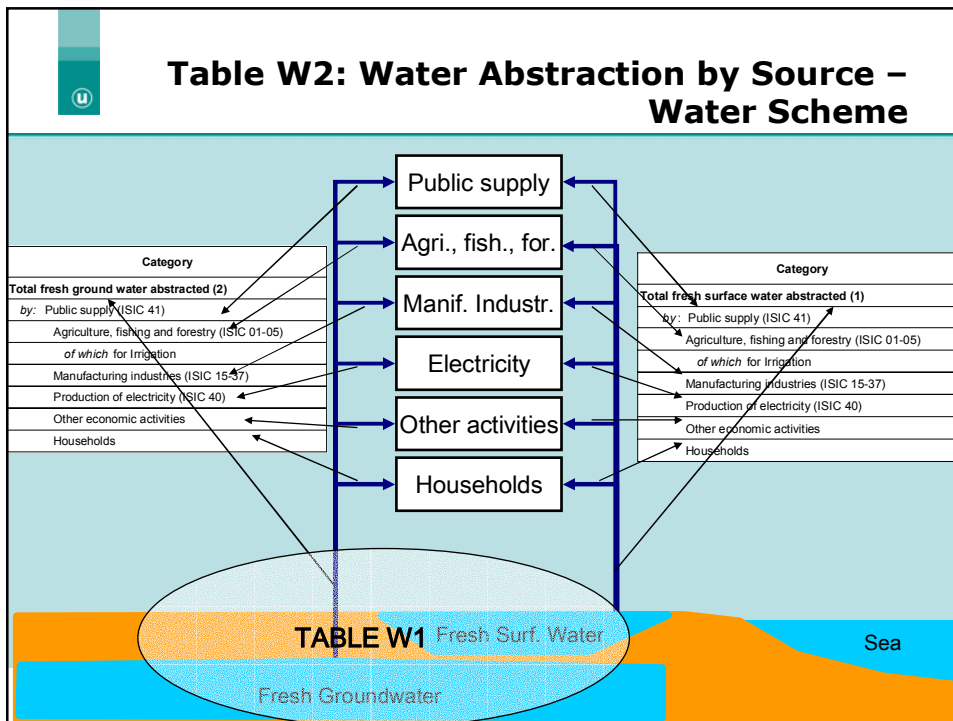 u
Table W2: Water Abstraction by Source –
Water Scheme
Category
Total fresh ground water abstracted (2)
by: Public supply (ISIC 41)
Agriculture, fishing and forestry (ISIC 01-05)
of which for Irrigation
Manufacturing industries (ISIC 15-37)
Production of electricity (ISIC 40)
Other economic activities
Households
Public supply
Agri., fish., for.
Manif. Industr.
Electricity
Other activities
Households
Category
Total fresh surface water abstracted (1)
by: Public supply (ISIC 41)
Agriculture, fishing and forestry (ISIC 01-05)
of which for Irrigation
Manufacturing industries (ISIC 15-37)
Production of electricity (ISIC 40)
Other economic activities
Households
TABLE W1
Fresh Surf. Water
Sea
Fresh Groundwater